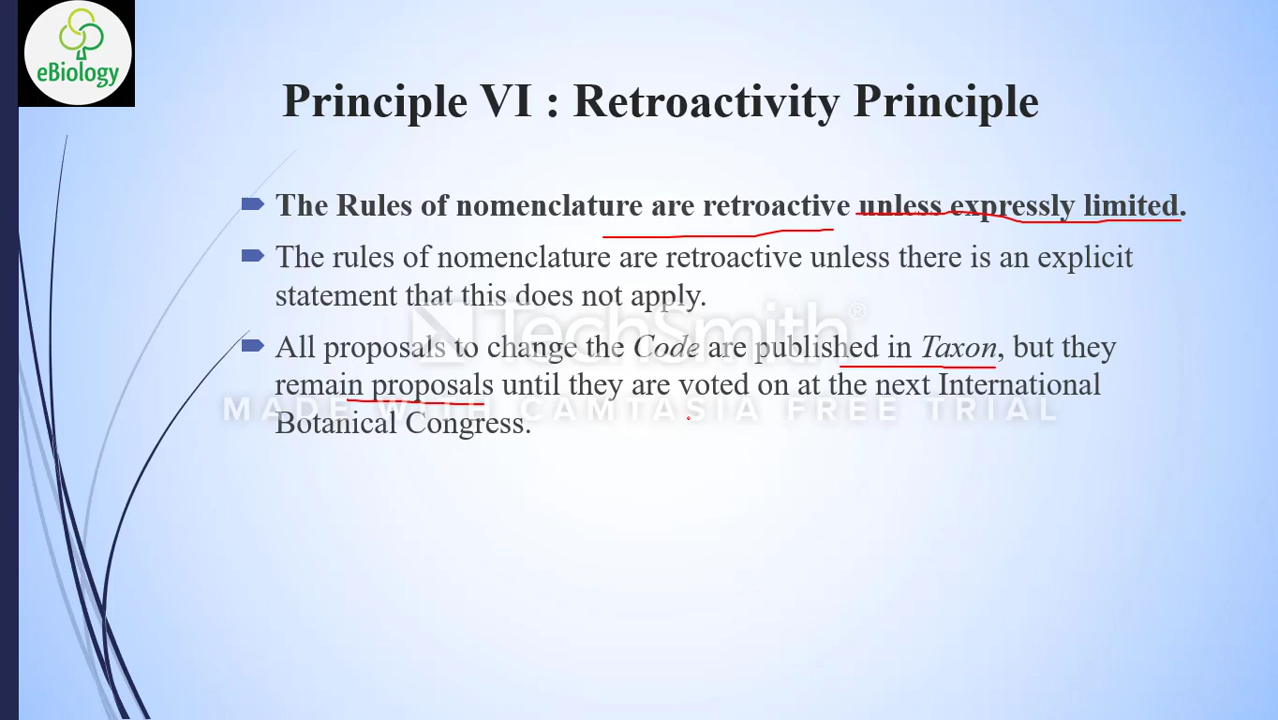 eBiology
Principle VI : Retroactivity Principle
The Rules of nomenclature are retroactive unless expressly limited.
The rules of nomenclature are retroactive unless there is an explicit
statement that this does not apply.
TechSmith®
All proposals to change the Code are published in Taxon, but they
remain proposals until they are voted on at the next International
MADE WITH CAMTASIA FREE TRIAL
Botanical Congress.